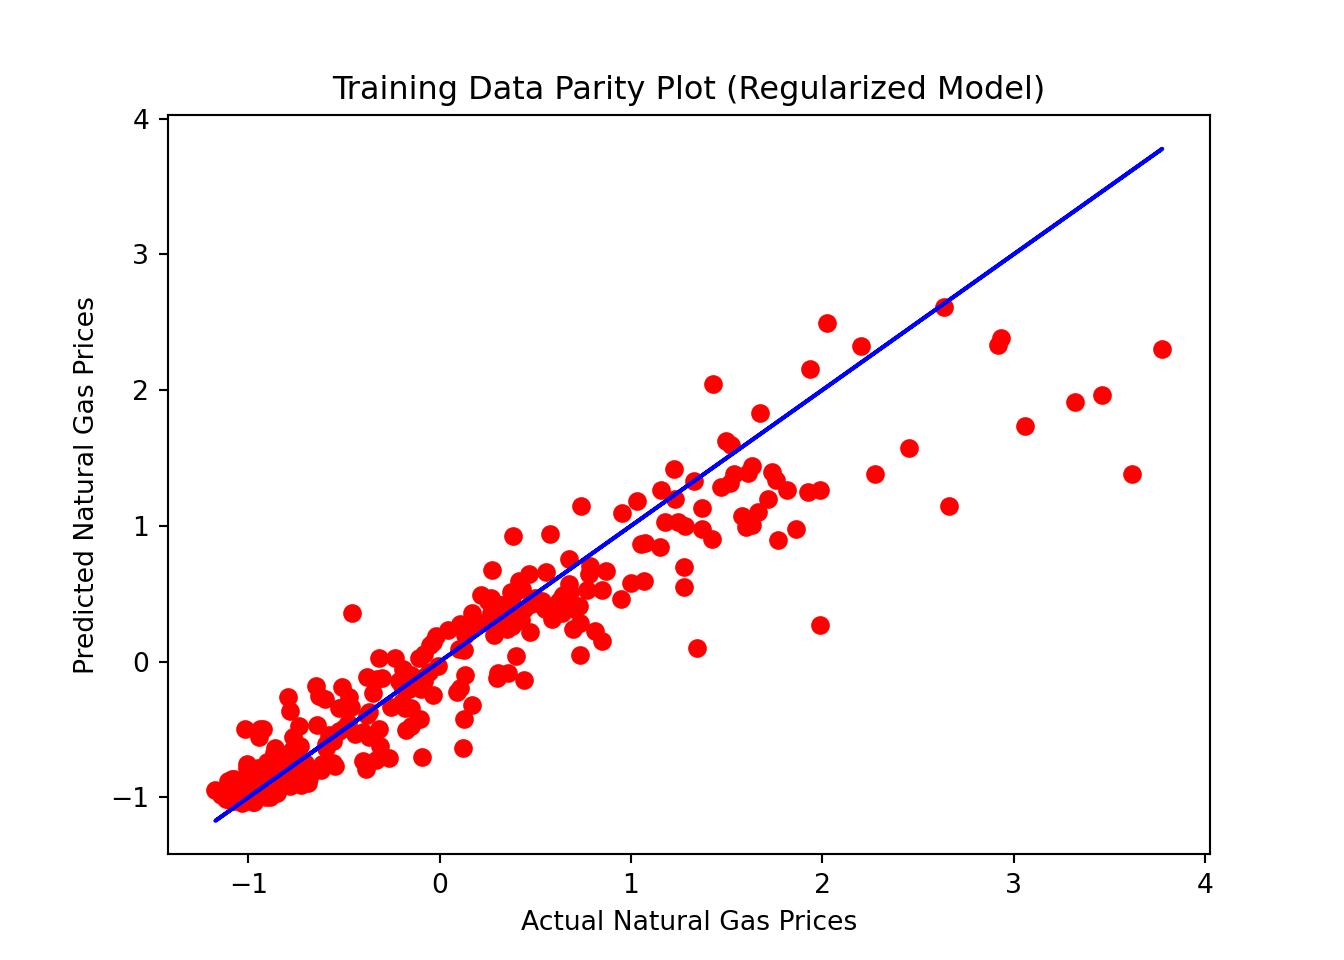 Training Data Parity Plot (Regularized Model)
4
3
2
1
0
−1
Predicted Natural Gas Prices
−1 0 1 2 3 4
Actual Natural Gas Prices